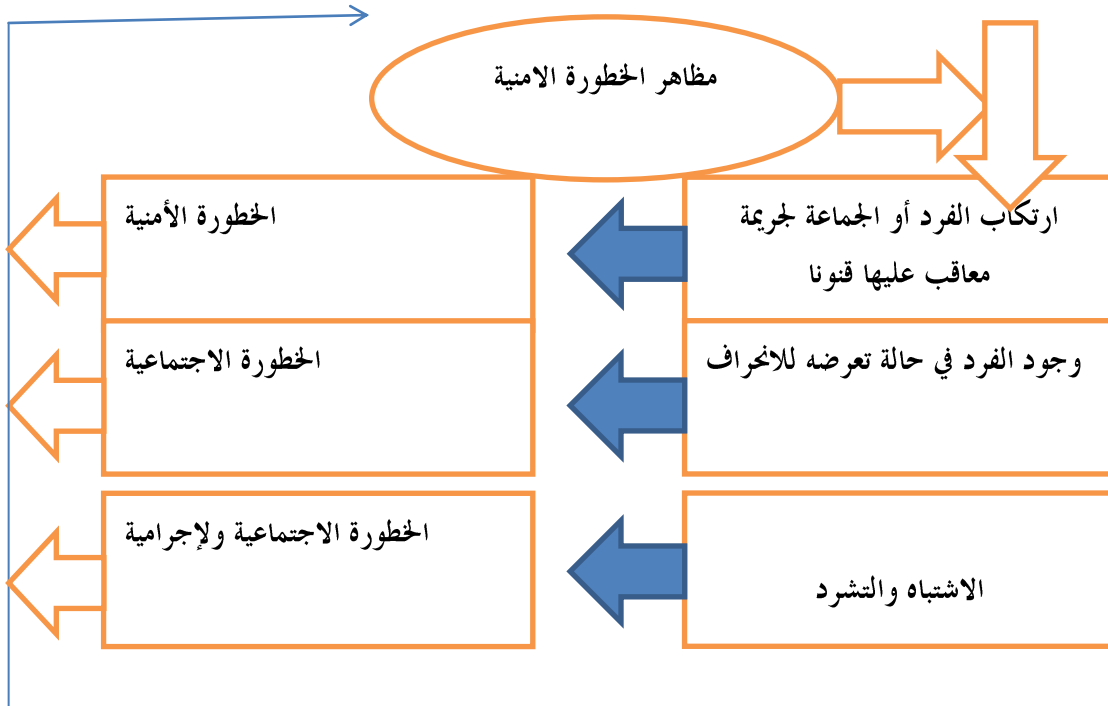 مظاهر الخطورة الامنية
ارتكاب الفرد أو الجماعة لجريمة
معاقب عليها قنونا
الخطورة الأمنية
وجود الفرد في حالة تعرضه للانحراف
الخطورة الاجتماعية
الاشتباه والتشرد
الخطورة الاجتماعية ولإجرامية